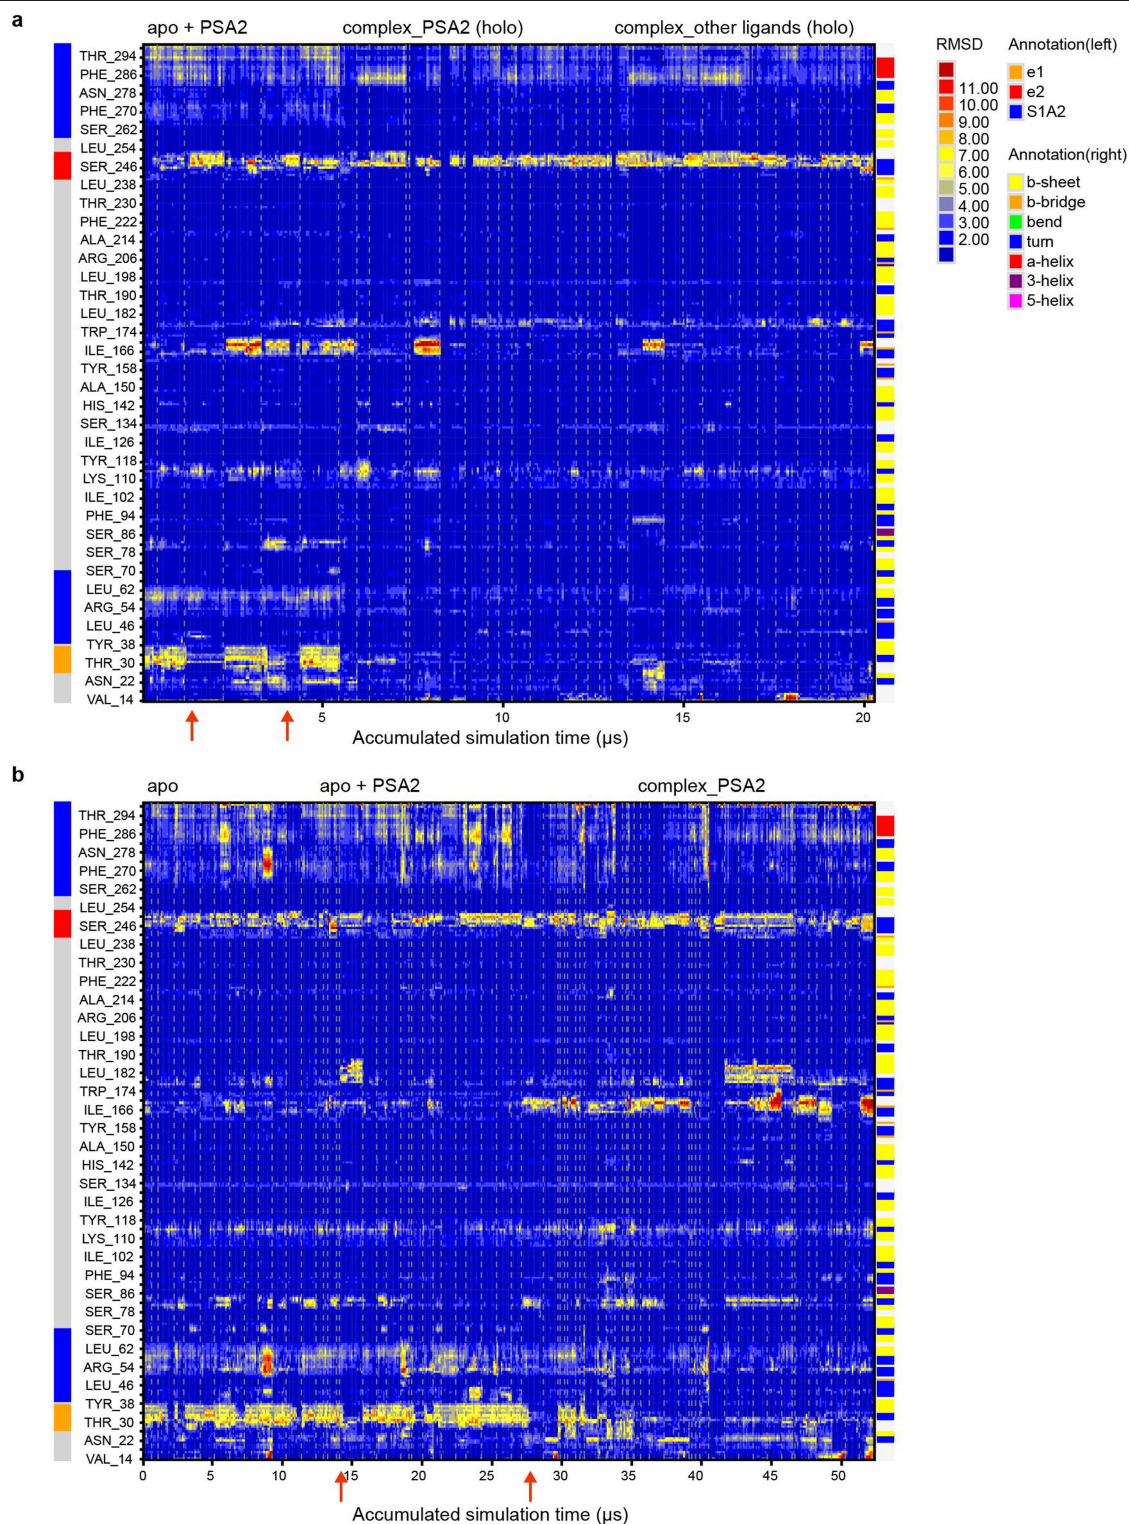 a
apo + PSA2 complex_PSA2 (holo) complex_other ligands (holo)
RMSD Annotation(left)
THR_294
PHE_286
ASN_278
PHE_270
SER_262
LEU_254
SER_246
LEU_238
THR_230
PHE_222
ALA_214
ARG_206
LEU_198
THR_190
LEU_182
TRP_174
ILE_166
TYR_158
ALA_150
HIS_142
SER_134
ILE_126
TYR_118
LYS_110
ILE_102
PHE_94
SER_86
SER_78
SER_70
LEU_62
ARG_54
LEU_46
TYR_38
THR_30
ASN_22
VAL_14
5 10 15 20
Accumulated simulation time (µs)
11.00
10.00
9.00
8.00
7.00
6.00
5.00
4.00
3.00
2.00
e1
e2
S1A2
Annotation(right)
b-sheet
b-bridge
bend
turn
a-helix
3-helix
5-helix
b
apo apo + PSA2 complex_PSA2
THR_294
PHE_286
ASN_278
PHE_270
SER_262
LEU_254
SER_246
LEU_238
THR_230
PHE_222
ALA_214
ARG_206
LEU_198
THR_190
LEU_182
TRP_174
ILE_166
TYR_158
ALA_150
HIS_142
SER_134
ILE_126
TYR_118
LYS_110
ILE_102
PHE_94
SER_86
SER_78
SER_70
LEU_62
ARG_54
LEU_46
TYR_38
THR_30
ASN_22
VAL_14
0 5 10 15 20 25 30 35 40 45 50
Accumulated simulation time (µs)